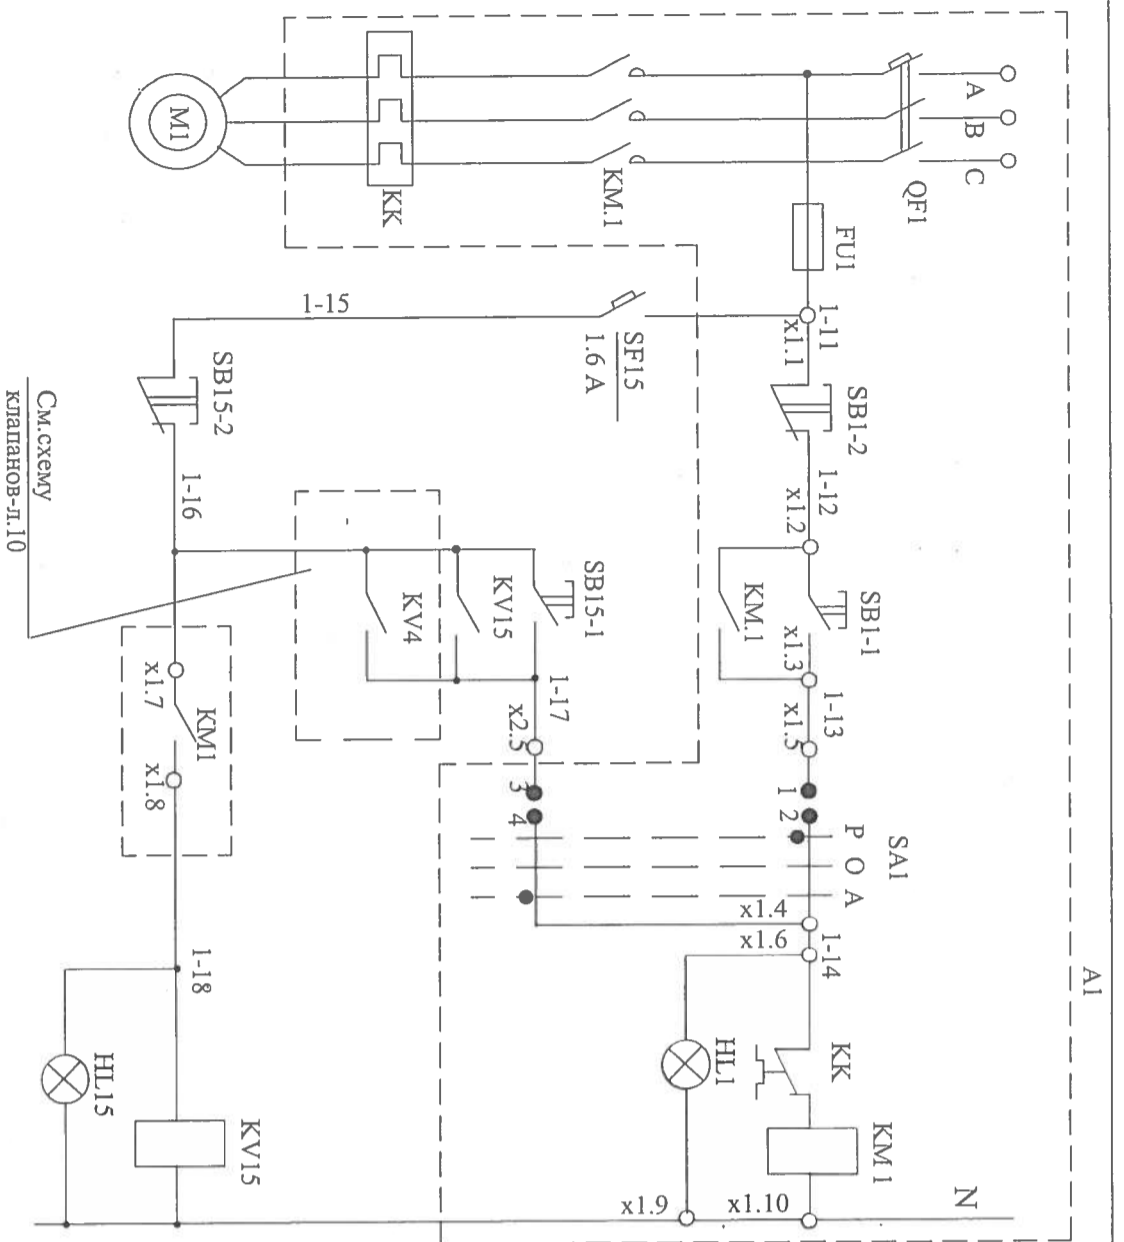 A1
A
B
C
QF1
KM.1
KK
M1
FU1
1-11
x1.1
SB1-2
1-12
x1.2
SB1-1
KM.1
x1.3
1-13
x1.5
1
2
SA1
P
O
A
x1.4
x1.6
1-14
KK
HL1
KM 1
x1.9
x1.10
N
SF15
1.6 A
1-15
SB15-2
1-16
SB15-1
KV15
KV4
1-17
x2.5
3
4
См.схему
клапанов-л.10
x1.7
KM1
x1.8
1-18
HL15
KV15